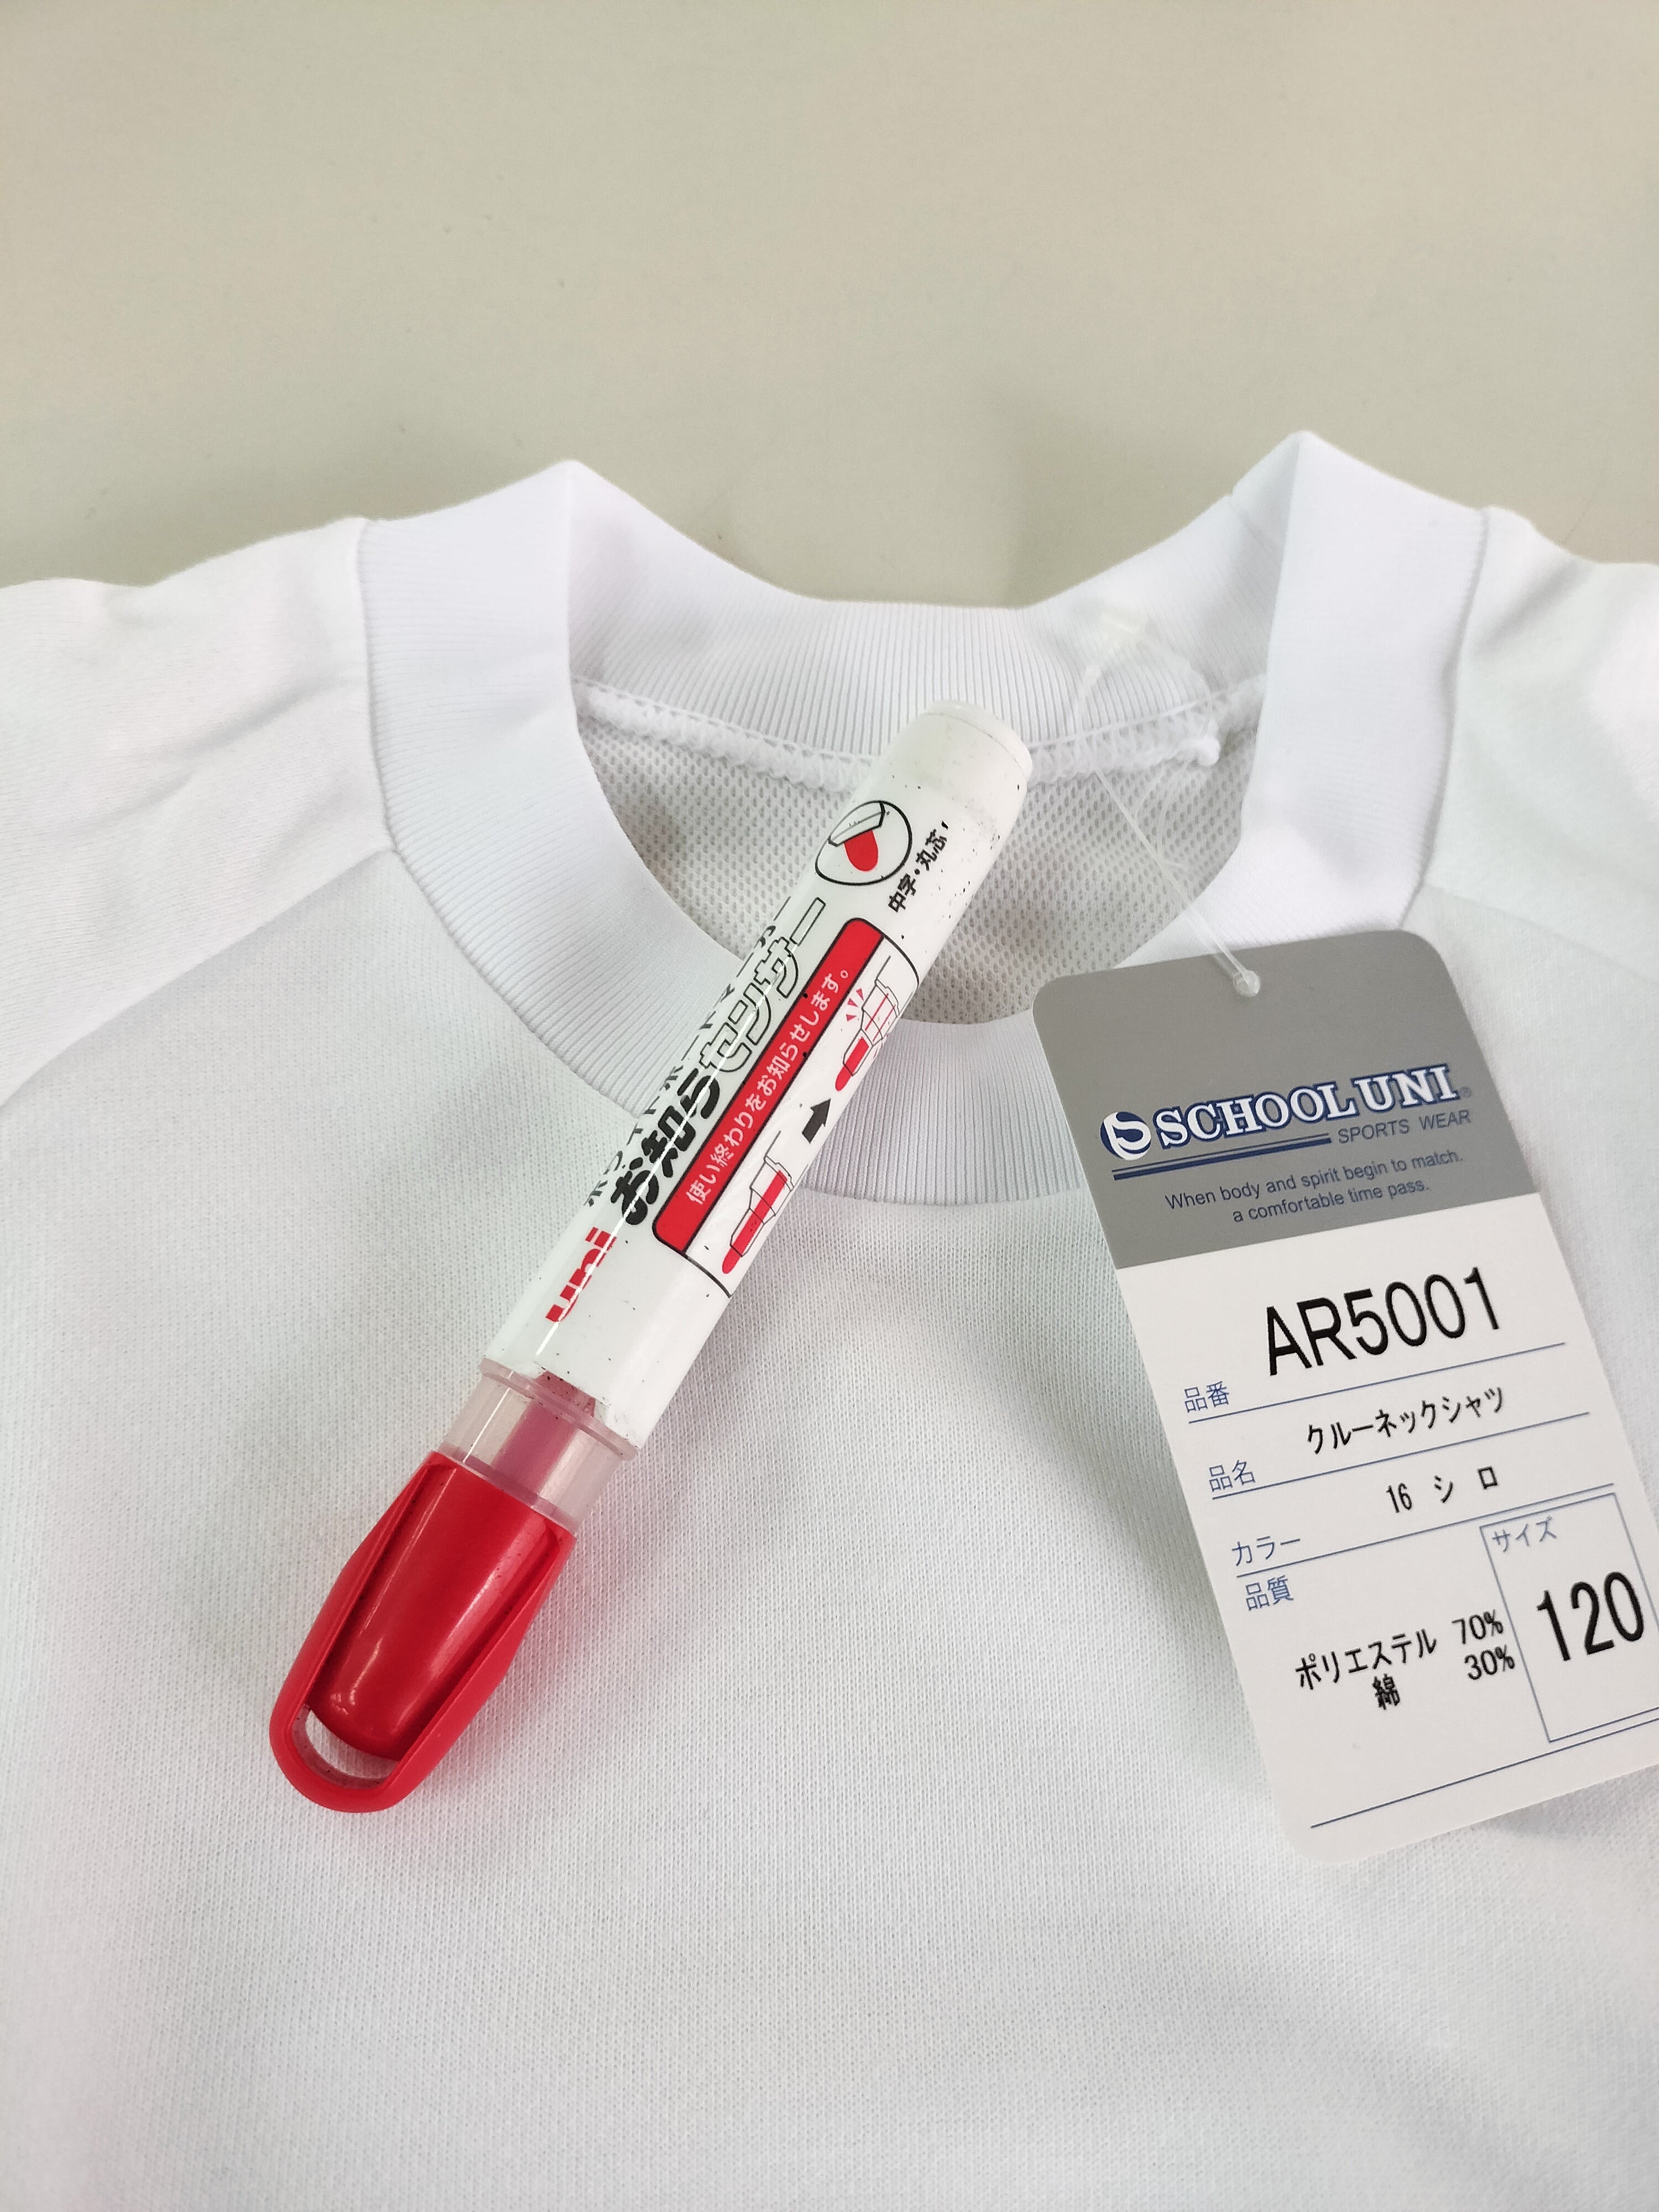 uni
お知らセンサー
使い終わりをお知らせします。
中字・丸芯
SCHOOL UNI®
SPORTS WEAR
When body and spirit begin to match.
a comfortable time pass.
品番 AR5001
品名 クルーネックシャツ
カラー 16 シ ロ
品質
サイズ
120
ポリエステル 70%
綿 30%